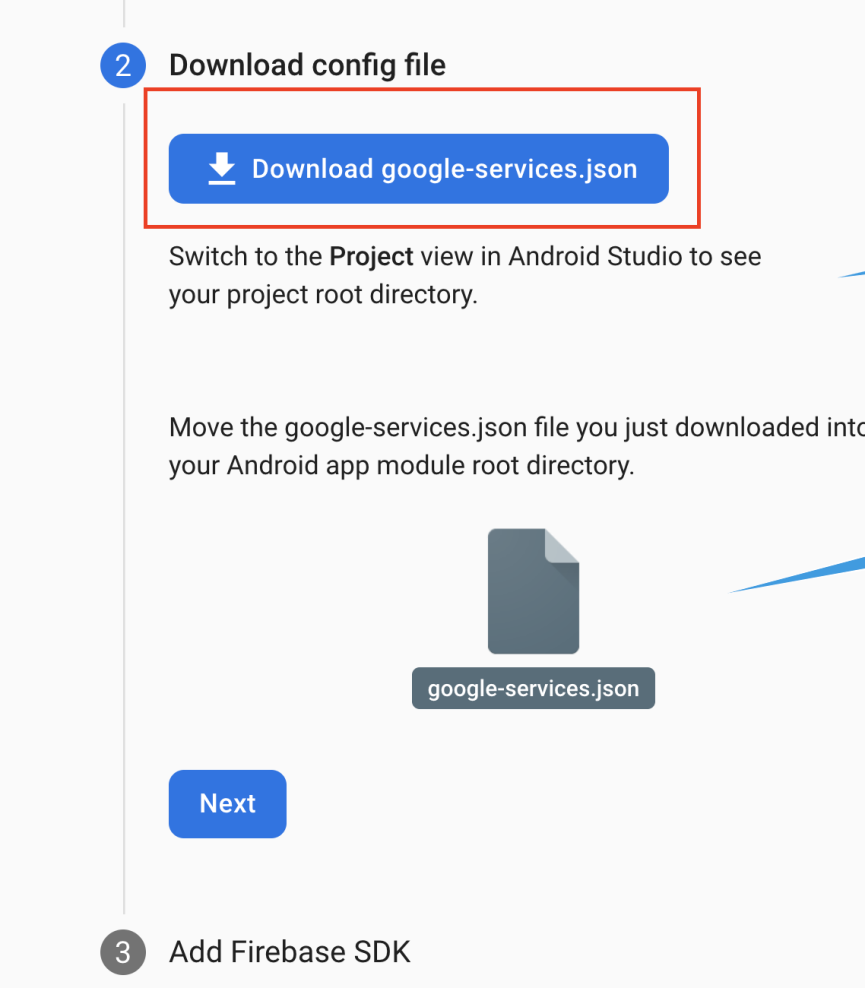 2 Download config file
Download google-services.json
Switch to the Project view in Android Studio to see
your project root directory.
Move the google-services.json file you just downloaded into
your Android app module root directory.
google-services.json
Next
3 Add Firebase SDK